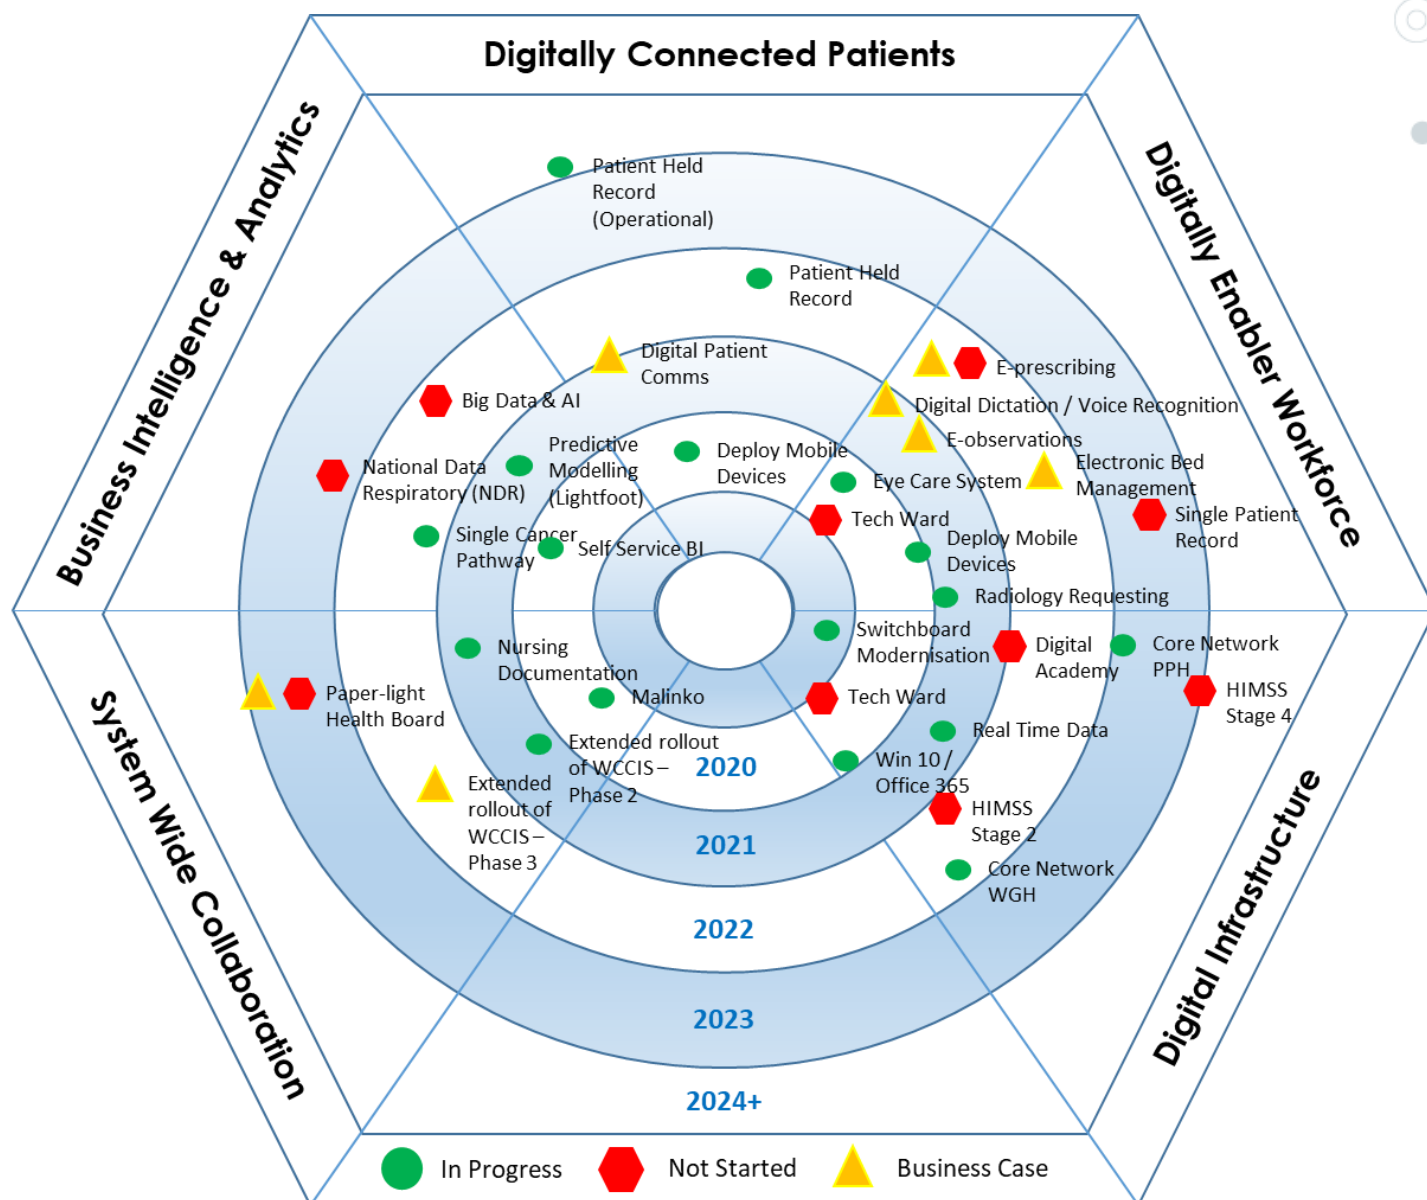 Digitally Connected Patients
Business Intelligence & Analytics
Digitally Enabler Workforce
Patient Held
Record
(Operational)
Patient Held
Record
Digital Patient
Comms
E-prescribing
Digital Dictation / Voice Recognition
E-observations
Electronic Bed
Management
Single Patient
Record
Big Data & AI
Predictive
Modelling
(Lightfoot)
National Data
Respiratory (NDR)
Deploy Mobile
Devices
Eye Care System
Tech Ward
Single Cancer
Pathway
Self Service BI
Deploy Mobile
Devices
Radiology Requesting
Nursing
Documentation
Switchboard
Modernisation
Digital
Academy
Core Network
PPH
HIMSS
Stage 4
Paper-light
Health Board
Malinko
Tech Ward
Real Time Data
Extended rollout
of WCCIS –
Phase 2
Win 10 /
Office 365
Extended
rollout of
WCCIS –
Phase 3
HIMSS
Stage 2
Core Network
WGH
2020
2021
2022
2023
2024+
System Wide Collaboration
Digital Infrastructure
In Progress
Not Started
Business Case